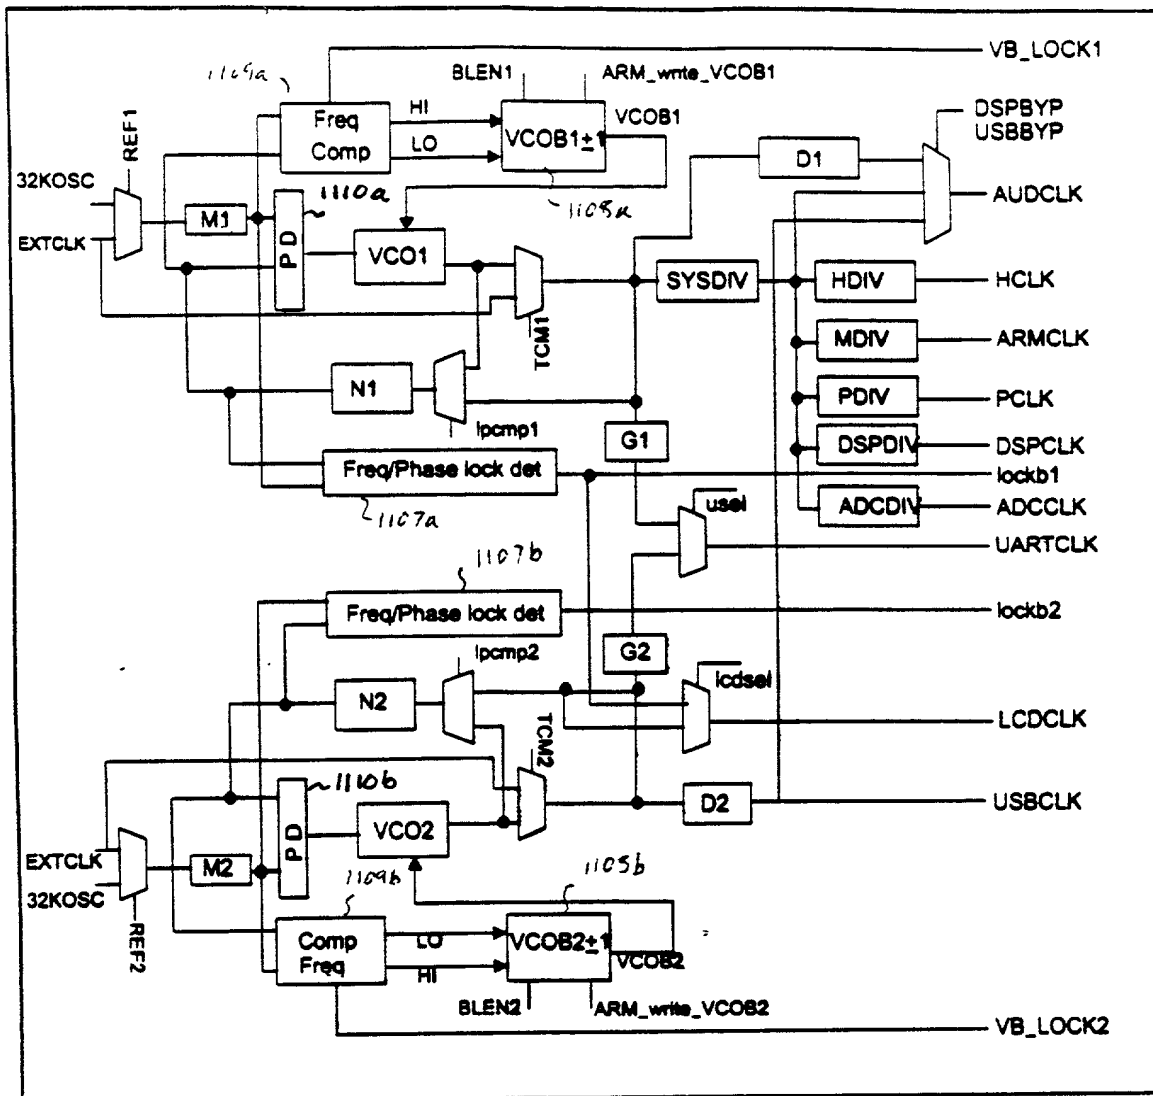 VB_LOCK1
1109a
BLEN1
ARM_write_VCOB1
REF1
Freq
Comp
HI
LO
VCOB1±1
VCOB1
DSPBYP
USBBYP
D1
32KOSC
1110a
1108a
AUDCLK
M1
EXTCLK
PD
VCO1
SYSDIV
HDIV
HCLK
TCM1
MDIV
ARMCLK
N1
PDIV
PCLK
lpcmp1
G1
DSPDIV
DSPCLK
Freq/Phase lock det
lockb1
1107a
usel
ADCDIV
ADCCLK
UARTCLK
1107b
Freq/Phase lock det
lockb2
lpcmp2
G2
lcdsel
N2
TCM2
LCDCLK
1110b
PD
VCO2
D2
USBCLK
EXTCLK
M2
32KOSC
1109b
1108b
REF2
Comp
Freq
LO
HI
VCOB2±1
VCOB2
BLEN2
ARM_write_VCOB2
VB_LOCK2